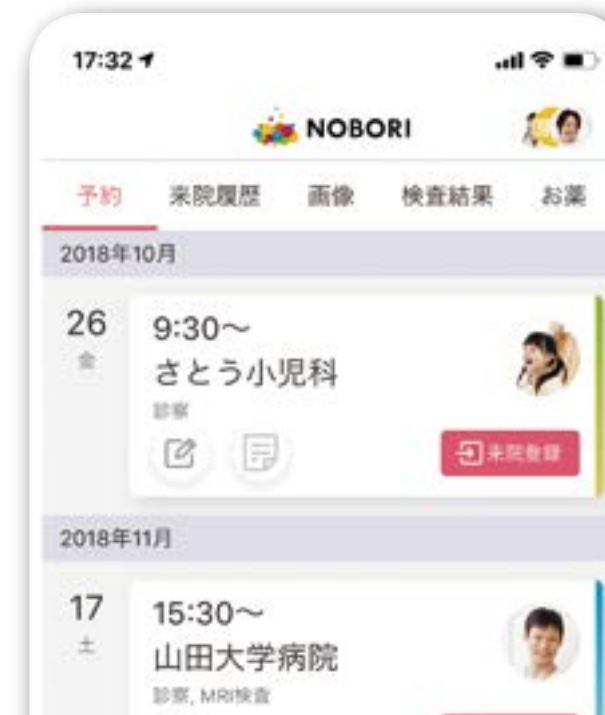 17:32
NOBORI
予約 来院履歴 画像 検査結果 お薬
2018年10月
26
金
9:30〜
さとう小児科
診察
来院登録
2018年11月
17
土
15:30〜
山田大学病院
診察, MRI検査